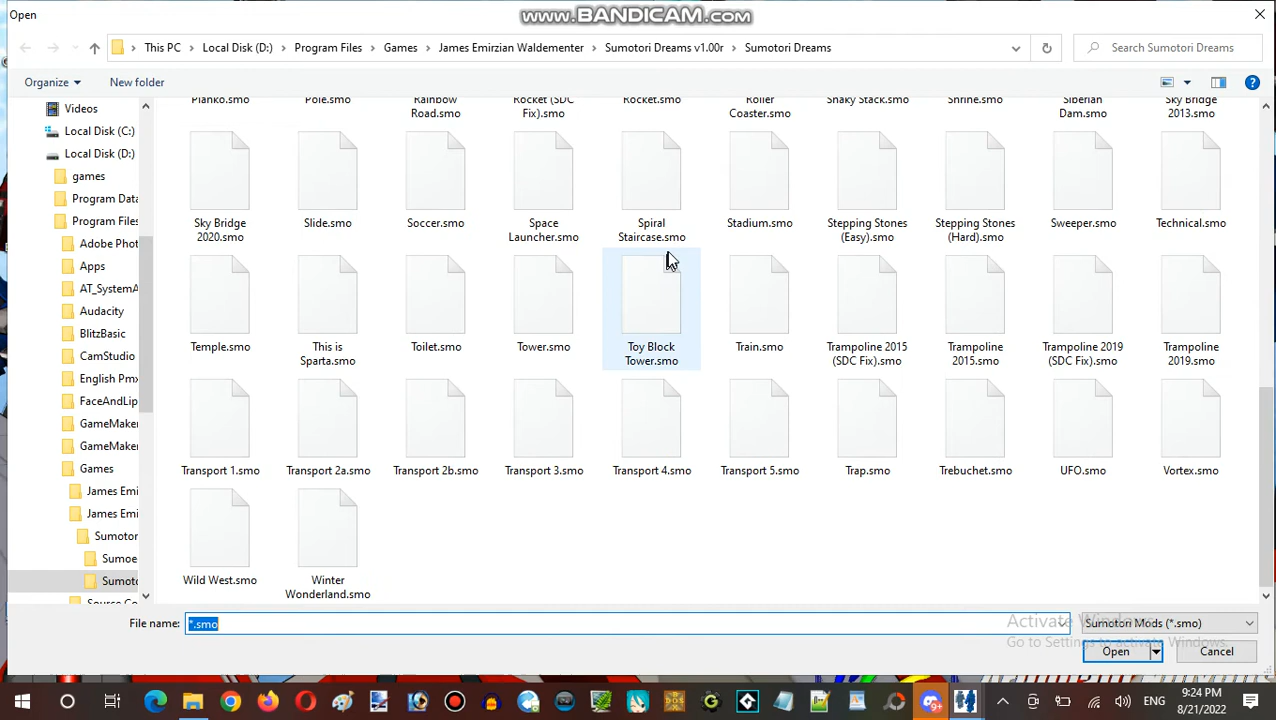 Open
www.BANDICAM.com
This PC > Local Disk (D:) > Program Files > Games > James Emirzian Waldementer > Sumotori Dreams v1.00r > Sumotori Dreams
Search Sumotori Dreams
Organize
New folder
Videos
Local Disk (C:)
Local Disk (D:)
games
Program Data
Program Files
Adobe Phot
Apps
AT_SystemA
Audacity
BlitzBasic
CamStudio
English Pmx
FaceAndLip
GameMaker
GameMaker
Games
James Emi
James Emi
Sumoto
Sumoe
Sumoto
Source Co
Planko.smo
Pole.smo
Rainbow
Road.smo
Rocket (SDC
Fix).smo
Rocket.smo
Roller
Coaster.smo
Shaky Stack.smo
Shrine.smo
Siberian
Dam.smo
Sky Bridge
2013.smo
Sky Bridge
2020.smo
Slide.smo
Soccer.smo
Space
Launcher.smo
Spiral
Staircase.smo
Stadium.smo
Stepping Stones
(Easy).smo
Stepping Stones
(Hard).smo
Sweeper.smo
Technical.smo
Temple.smo
This is
Sparta.smo
Toilet.smo
Tower.smo
Toy Block
Tower.smo
Train.smo
Trampoline 2015
(SDC Fix).smo
Trampoline
2015.smo
Trampoline 2019
(SDC Fix).smo
Trampoline
2019.smo
Transport 1.smo
Transport 2a.smo
Transport 2b.smo
Transport 3.smo
Transport 4.smo
Transport 5.smo
Trap.smo
Trebuchet.smo
UFO.smo
Vortex.smo
Wild West.smo
Winter
Wonderland.smo
File name:
*.smo
Sumotori Mods (*.smo)
Activate Windows
Go to Settings to activate Windows.
Open
Cancel
9+
ENG
9:24 PM
8/21/2022